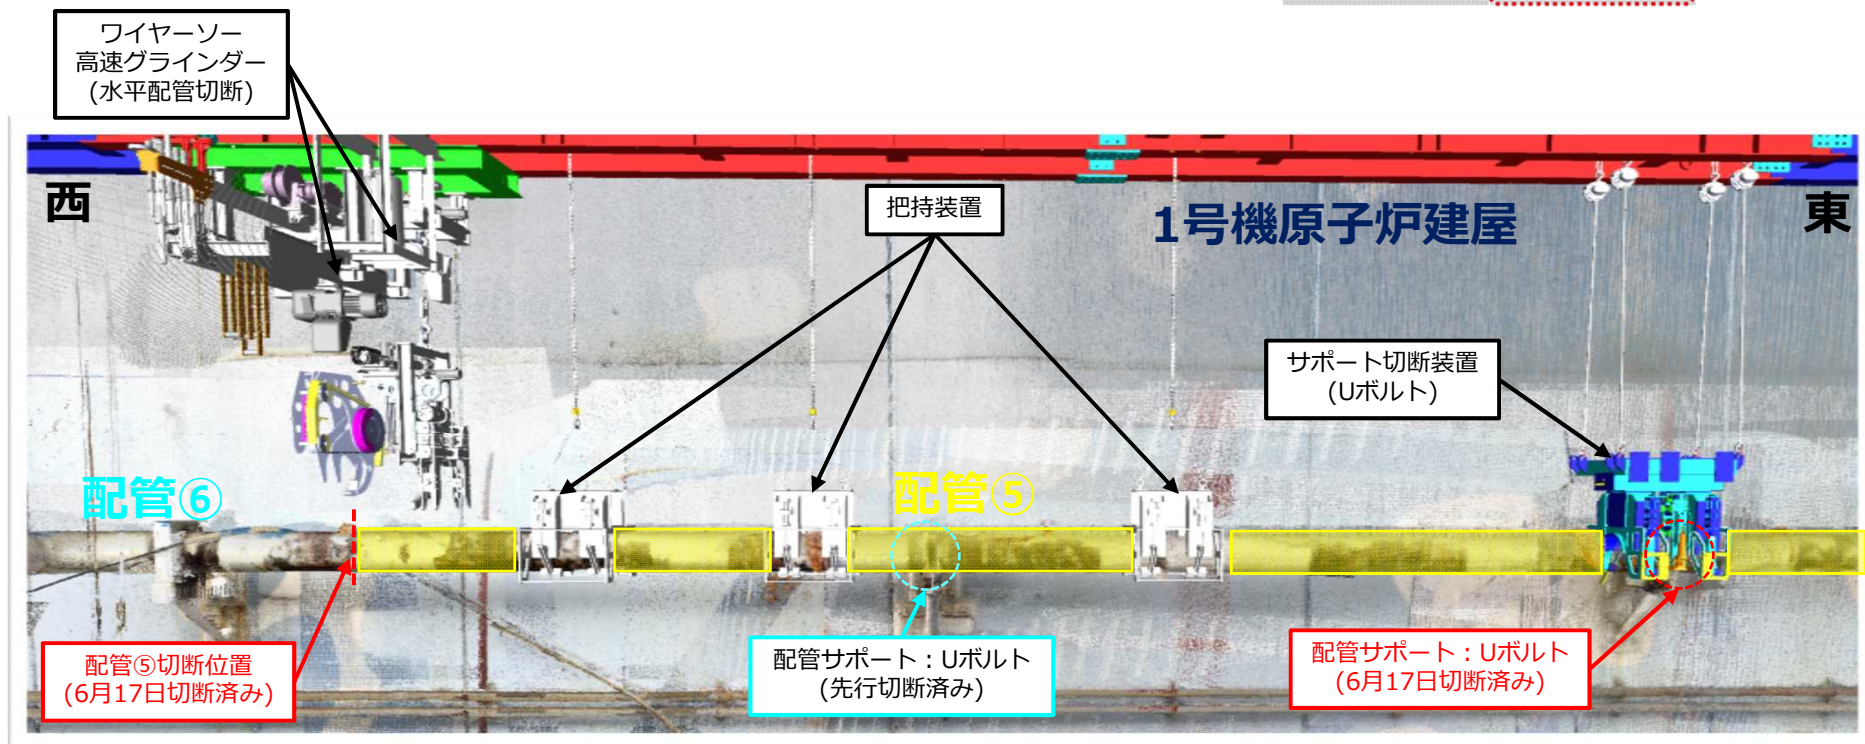 ワイヤーソー
高速グラインダー
(水平配管切断)
西
把持装置
1号機原子炉建屋
東
サポート切断装置
(Uボルト)
配管⑥
配管⑤
配管⑤切断位置
(6月17日切断済み)
配管サポート：Uボルト
(先行切断済み)
配管サポート：Uボルト
(6月17日切断済み)